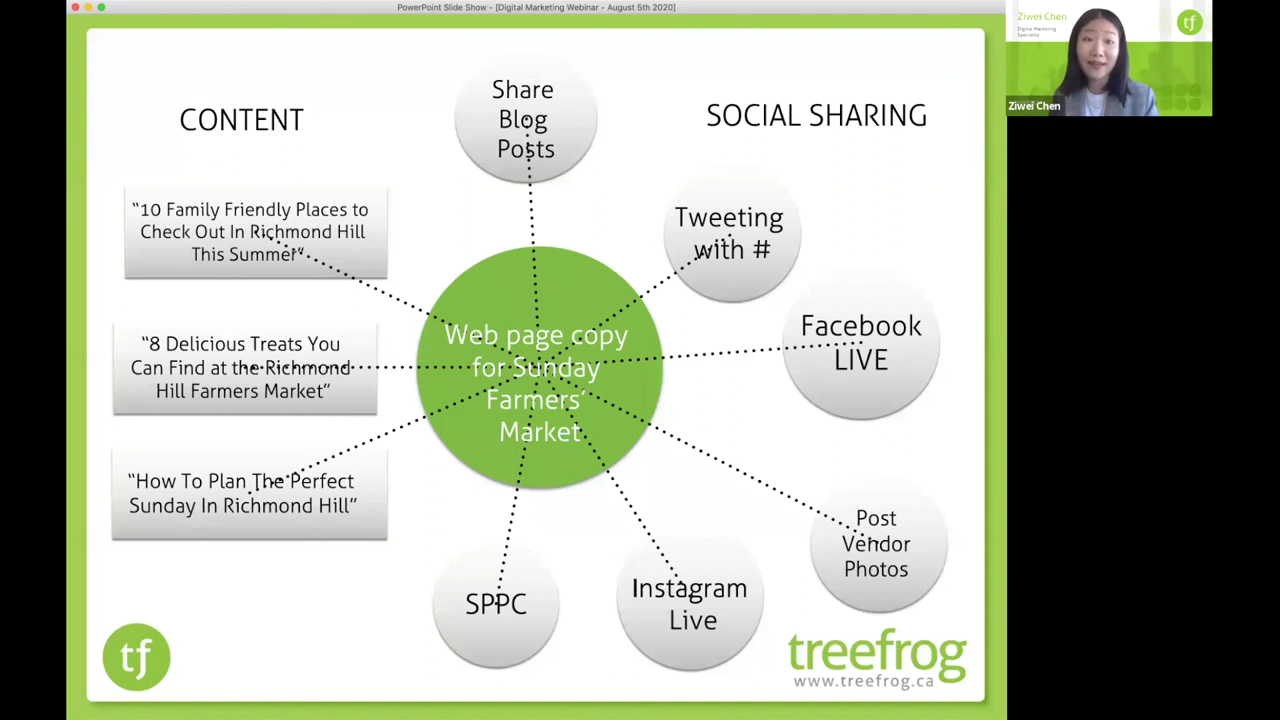 PowerPoint Slide Show - [Digital Marketing Webinar - August 5th 2020]
CONTENT
"10 Family Friendly Places to
Check Out In Richmond Hill
This Summer"
"8 Delicious Treats You
Can Find at the Richmond
Hill Farmers Market"
"How To Plan The Perfect
Sunday In Richmond Hill"
Share
Blog
Posts
SOCIAL SHARING
Tweeting
with #
Facebook
LIVE
Web page copy
for Sunday
Farmers'
Market
Post
Vendor
Photos
SPPC
Instagram
Live
tf
treefrog
www.treefrog.ca
Ziwei Chen
Digital Marketing
Specialist
tf
Ziwei Chen